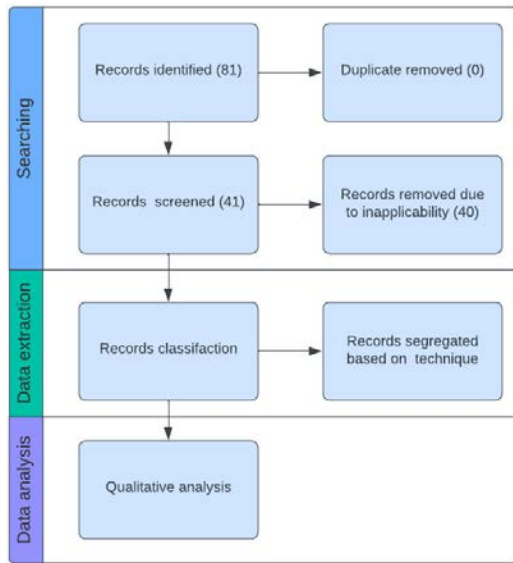 Searching
Records identified (81)
Duplicate removed (0)
Records screened (41)
Records removed due
to inapplicability (40)
Data extraction
Records classifaction
Records segregated
based on technique
Data analysis
Qualitative analysis